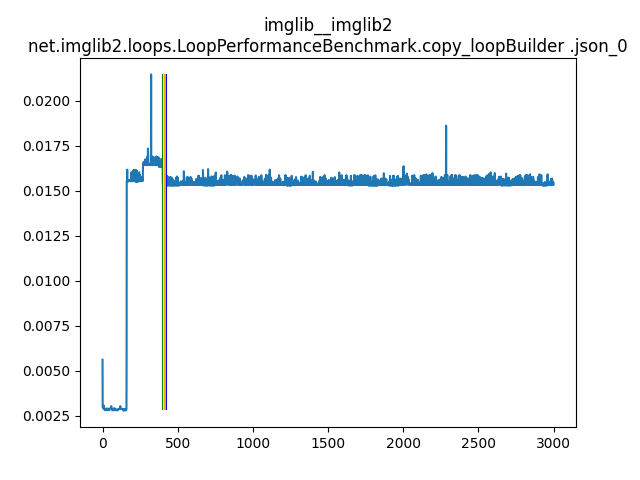 imglib__imglib2
net.imglib2.loops.LoopPerformanceBenchmark.copy_loopBuilder .json_0
0.0200
0.0175
0.0150
0.0125
0.0100
0.0075
0.0050
0.0025
0 500 1000 1500 2000 2500 3000